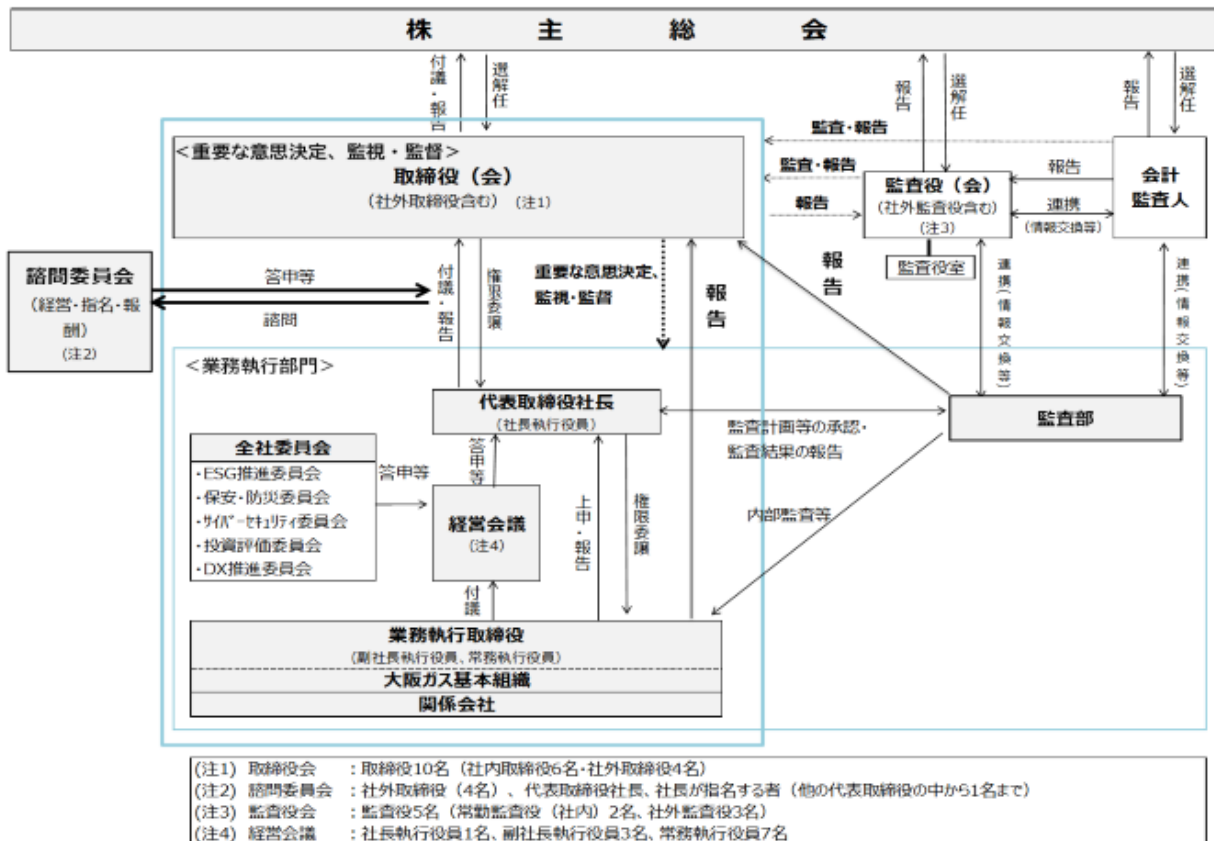 株主総会
付議・報告
選解任
報告
選解任
報告
選解任
＜重要な意思決定、監視・監督＞
取締役（会）
（社外取締役含む）（注1）
監査・報告
監査・報告
報告
監査役（会）
（社外監査役含む）
（注3）
監査役室
報告
連携
（情報交換等）
会計
監査人
諮問委員会
（経営・指名・報
酬）
（注2）
答申等
諮問
付議・報告
権限委譲
重要な意思決定、
監視・監督
報告
報告
連携（情報交換等）
連携（情報交換等）
＜業務執行部門＞
代表取締役社長
（社長執行役員）
監査計画等の承認・
監査結果の報告
監査部
全社委員会
・ESG推進委員会
・保安・防災委員会
・ｻｲﾊﾞｰｾｷｭﾘﾃｨ委員会
・投資評価委員会
・DX推進委員会
答申等
答申等
経営会議
（注4）
付議
上申・報告
権限委譲
内部監査等
業務執行取締役
（副社長執行役員、常務執行役員）
大阪ガス基本組織
関係会社
(注1) 取締役会 ：取締役10名（社内取締役6名・社外取締役4名）
(注2) 諮問委員会 ：社外取締役（4名）、代表取締役社長、社長が指名する者（他の代表取締役の中から1名まで）
(注3) 監査役会 ：監査役5名（常勤監査役（社内）2名、社外監査役3名）
(注4) 経営会議 ：社長執行役員1名、副社長執行役員3名、常務執行役員7名